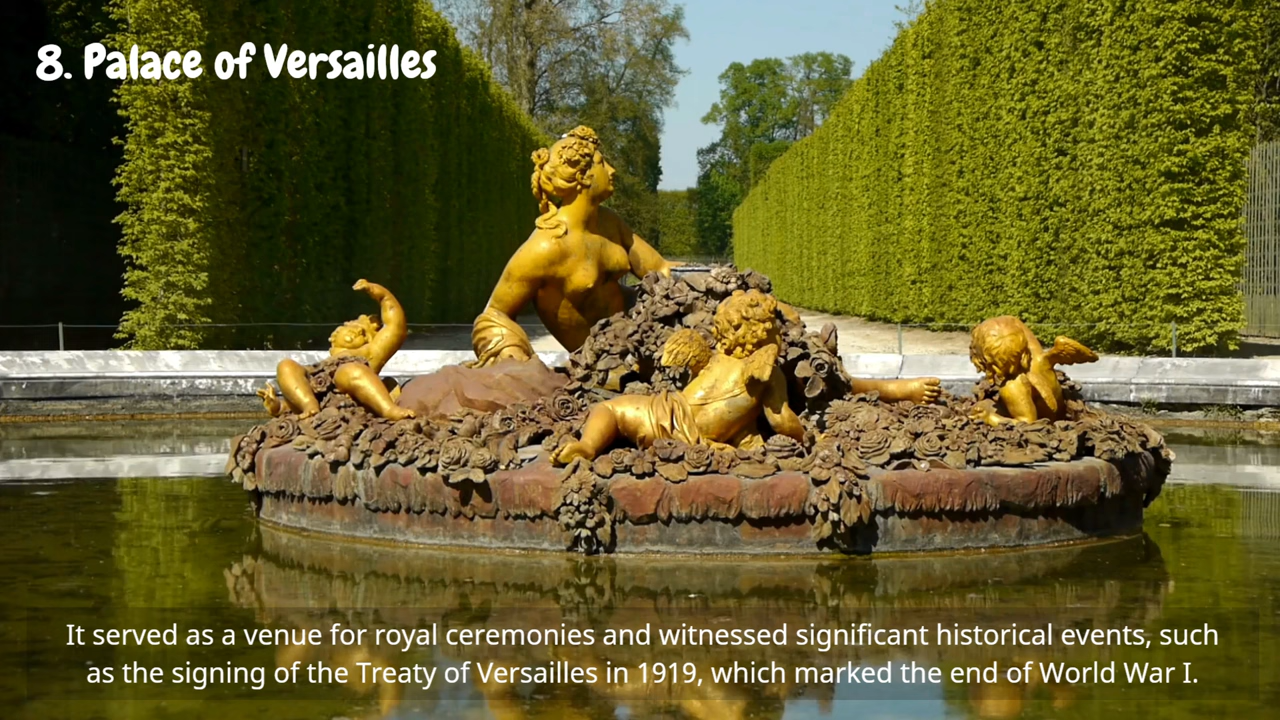 8. Palace of Versailles
It served as a venue for royal ceremonies and witnessed significant historical events, such
as the signing of the Treaty of Versailles in 1919, which marked the end of World War I.